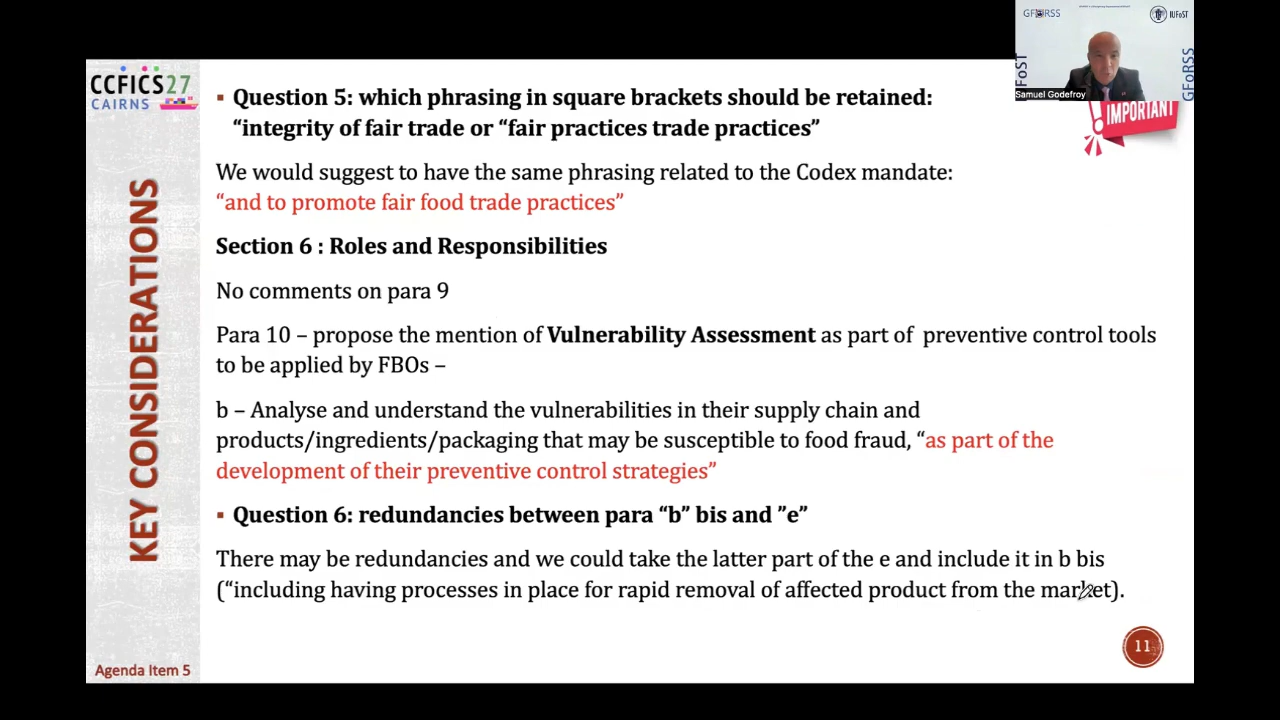 GFoRSS
IUFoST
IUFoST
GFoRSS
Samuel Godefroy
IMPORTANT
CCFICS27
CAIRNS
KEY CONSIDERATIONS
▪ Question 5: which phrasing in square brackets should be retained:
“integrity of fair trade or “fair practices trade practices”
We would suggest to have the same phrasing related to the Codex mandate:
“and to promote fair food trade practices”
Section 6 : Roles and Responsibilities
No comments on para 9
Para 10 – propose the mention of Vulnerability Assessment as part of preventive control tools
to be applied by FBOs –
b – Analyse and understand the vulnerabilities in their supply chain and
products/ingredients/packaging that may be susceptible to food fraud, “as part of the
development of their preventive control strategies”
▪ Question 6: redundancies between para “b” bis and ”e”
There may be redundancies and we could take the latter part of the e and include it in b bis
(“including having processes in place for rapid removal of affected product from the market).
11
Agenda Item 5